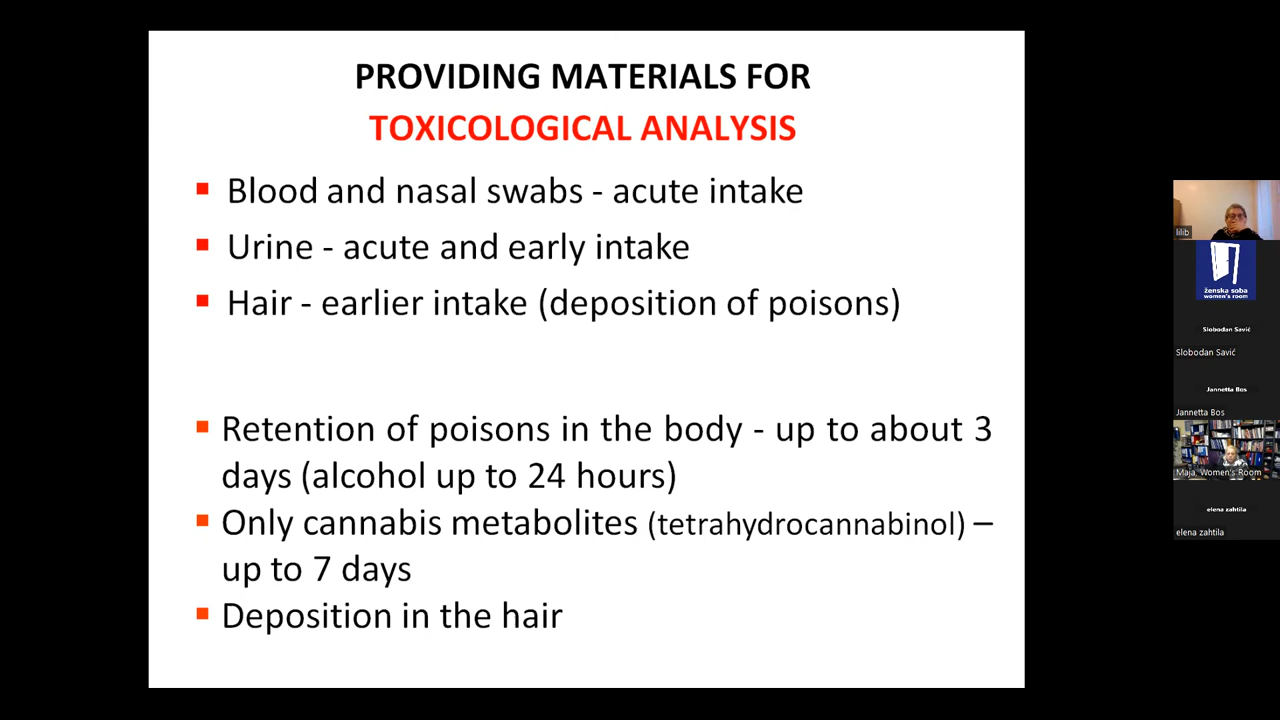 PROVIDING MATERIALS FOR
TOXICOLOGICAL ANALYSIS
▪ Blood and nasal swabs - acute intake
▪ Urine - acute and early intake
▪ Hair - earlier intake (deposition of poisons)
▪ Retention of poisons in the body - up to about 3
days (alcohol up to 24 hours)
▪ Only cannabis metabolites (tetrahydrocannabinol) –
up to 7 days
▪ Deposition in the hair
lilib
ženska soba
women's room
Slobodan Savić
Slobodan Savić
Jannetta Bos
Jannetta Bos
Maja, Women's Room
elena zahtila
elena zahtila